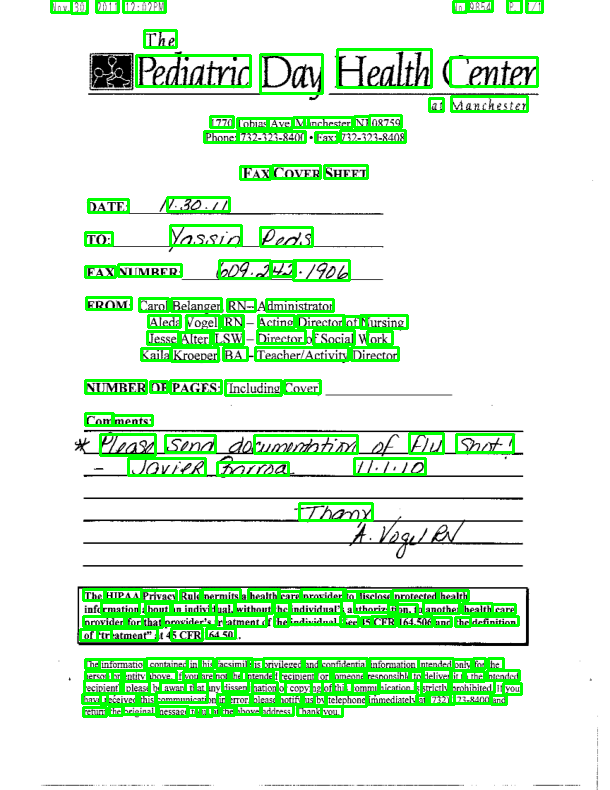 Nov. 30. 2011 12:02PM No. 0854 P. 1/1
The
Pediatric Day Health Center
at Manchester
1770 Tobias Ave Manchester NJ 08759
Phone: 732-323-8400 • Fax: 732-323-8408
FAX COVER SHEET
DATE: 11.30.11
TO: Yassin Peds
FAX NUMBER: 609.242.1906
FROM: Carol Belanger RN – Administrator
Aleda Vogel RN – Acting Director of Nursing
Jesse Alter LSW – Director of Social Work
Kaila Kroeper BA – Teacher/Activity Director
NUMBER OF PAGES: Including Cover
Comments:
* Please send documentation of Flu Shot!
– Javier 11.1.10
Thanx
A. Vogel RN
The HIPAA Privacy Rule permits a health care provider to disclose protected health
information about an individual, without the individual's authorization, to another health care
provider for that provider's treatment of the individual. See 45 CFR 164.506 and the definition
of "treatment" at 45 CFR 164.501.
The information contained in this facsimile is privileged and confidential information intended only for the
person or entity above. If you are not the intended recipient or someone responsible to deliver it to the intended
recipient, please be aware that any dissemination or copying of this communication is strictly prohibited. If you
have received this communication in error, please notify us by telephone immediately at (732) 323-8400 and
return the original message to us at the above address. Thank you.